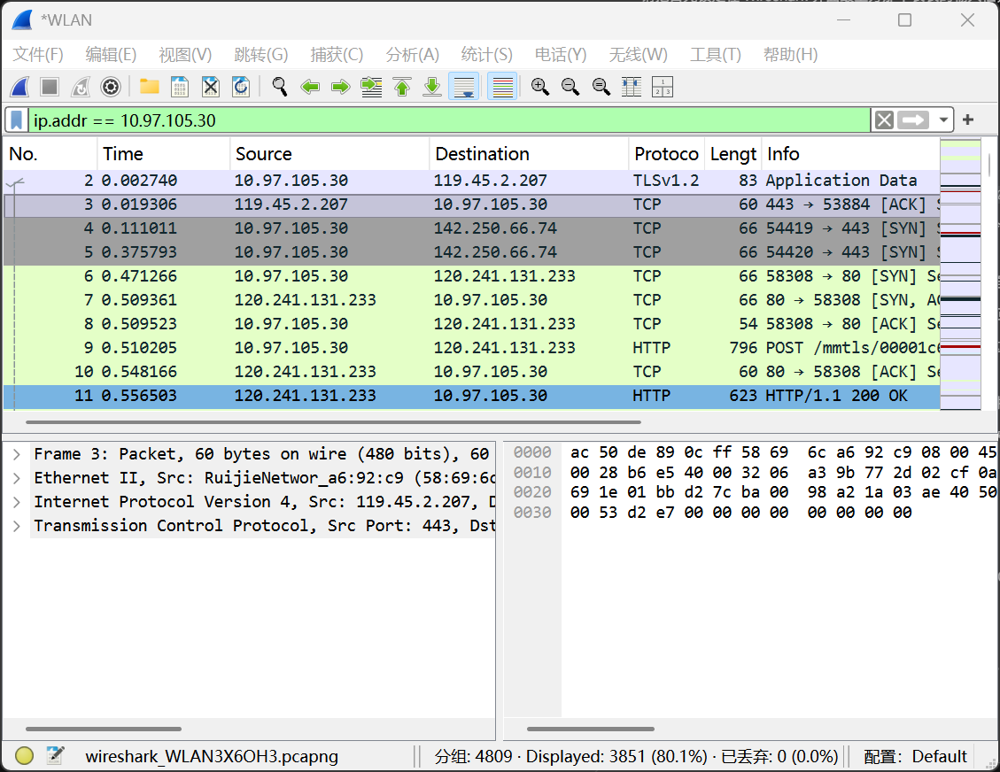 *WLAN
文件(F) 编辑(E) 视图(V) 跳转(G) 捕获(C) 分析(A) 统计(S) 电话(Y) 无线(W) 工具(T) 帮助(H)
ip.addr == 10.97.105.30
No. Time Source Destination Protoco Lengt Info
2 0.002740 10.97.105.30 119.45.2.207 TLSv1.2 83 Application Data
3 0.019306 119.45.2.207 10.97.105.30 TCP 60 443 → 53884 [ACK]
4 0.111011 10.97.105.30 142.250.66.74 TCP 66 54419 → 443 [SYN]
5 0.375793 10.97.105.30 142.250.66.74 TCP 66 54420 → 443 [SYN]
6 0.471266 10.97.105.30 120.241.131.233 TCP 66 58308 → 80 [SYN] Se
7 0.509361 120.241.131.233 10.97.105.30 TCP 66 80 → 58308 [SYN, AC
8 0.509523 10.97.105.30 120.241.131.233 TCP 54 58308 → 80 [ACK] Se
9 0.510205 10.97.105.30 120.241.131.233 HTTP 796 POST /mmtls/00001c6
10 0.548166 120.241.131.233 10.97.105.30 TCP 60 80 → 58308 [ACK] Se
11 0.556503 120.241.131.233 10.97.105.30 HTTP 623 HTTP/1.1 200 OK
Frame 3: Packet, 60 bytes on wire (480 bits), 60
Ethernet II, Src: RuijieNetwor_a6:92:c9 (58:69:6c
Internet Protocol Version 4, Src: 119.45.2.207, D
Transmission Control Protocol, Src Port: 443, Dst
0000 ac 50 de 89 0c ff 58 69 6c a6 92 c9 08 00 45
0010 00 28 b6 e5 40 00 32 06 a3 9b 77 2d 02 cf 0a
0020 69 1e 01 bb d2 7c ba 00 98 a2 1a 03 ae 40 50
0030 00 53 d2 e7 00 00 00 00 00 00 00 00
wireshark_WLAN3X6OH3.pcapng
分组: 4809 · Displayed: 3851 (80.1%) · 已丢弃: 0 (0.0%)
配置: Default